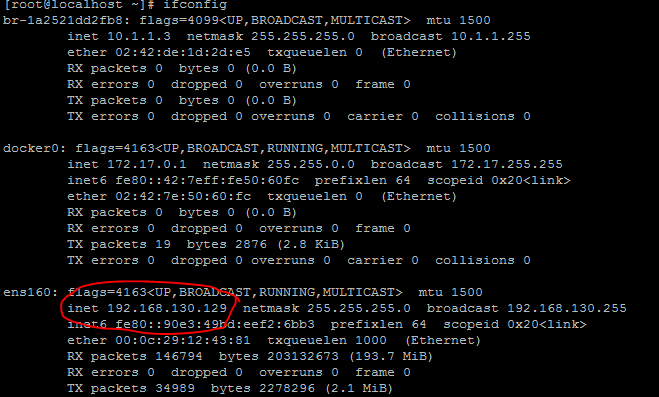 [root@localhost ~]# ifconfig
br-1a2521dd2fb8: flags=4099<UP,BROADCAST,MULTICAST>  mtu 1500
        inet 10.1.1.3  netmask 255.255.255.0  broadcast 10.1.1.255
        ether 02:42:de:1d:2d:e5  txqueuelen 0  (Ethernet)
        RX packets 0  bytes 0 (0.0 B)
        RX errors 0  dropped 0  overruns 0  frame 0
        TX packets 0  bytes 0 (0.0 B)
        TX errors 0  dropped 0 overruns 0  carrier 0  collisions 0
docker0: flags=4163<UP,BROADCAST,RUNNING,MULTICAST>  mtu 1500
        inet 172.17.0.1  netmask 255.255.0.0  broadcast 172.17.255.255
        inet6 fe80::42:7eff:fe50:60fc  prefixlen 64  scopeid 0x20<link>
        ether 02:42:7e:50:60:fc  txqueuelen 0  (Ethernet)
        RX packets 0  bytes 0 (0.0 B)
        RX errors 0  dropped 0  overruns 0  frame 0
        TX packets 19  bytes 2876 (2.8 KiB)
        TX errors 0  dropped 0 overruns 0  carrier 0  collisions 0
ens160: flags=4163<UP,BROADCAST,RUNNING,MULTICAST>  mtu 1500
        inet 192.168.130.129  netmask 255.255.255.0  broadcast 192.168.130.255
        inet6 fe80::90e3:49bd:eef2:6bb3  prefixlen 64  scopeid 0x20<link>
        ether 00:0c:29:12:43:81  txqueuelen 1000  (Ethernet)
        RX packets 146794  bytes 203132673 (193.7 MiB)
        RX errors 0  dropped 0  overruns 0  frame 0
        TX packets 34989  bytes 2278296 (2.1 MiB)